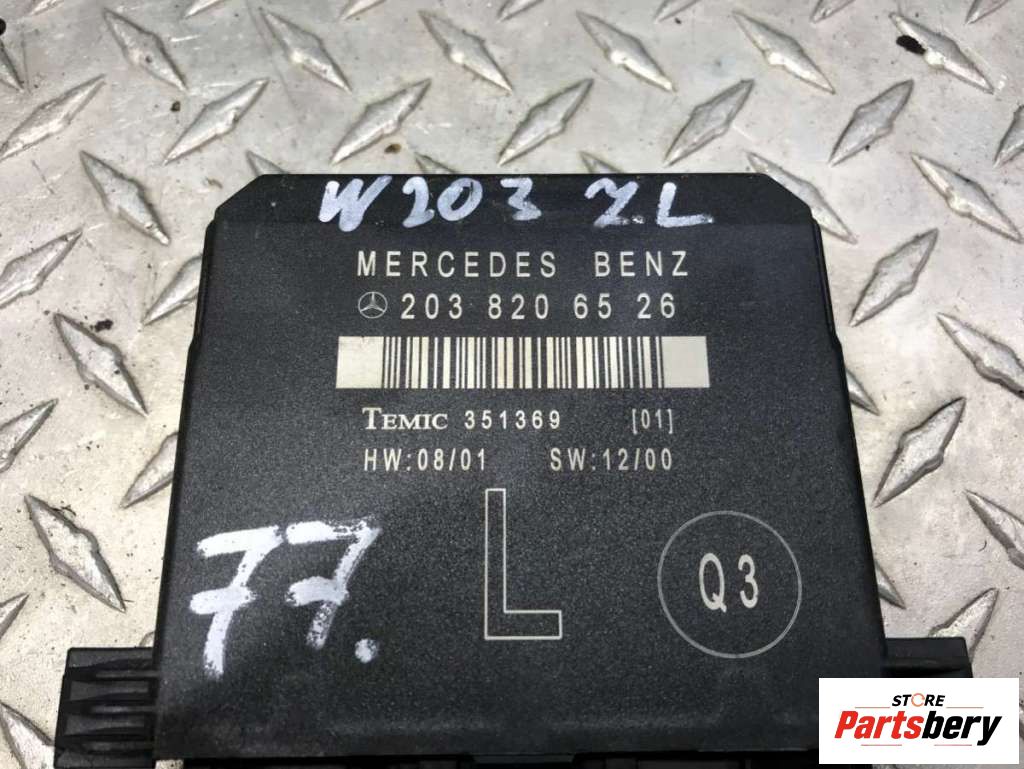 W203 Z.L
MERCEDES BENZ
203 820 65 26
TEMIC 351369 [01]
HW:08/01 SW:12/00
77.
L
Q3
STORE
Partsbery